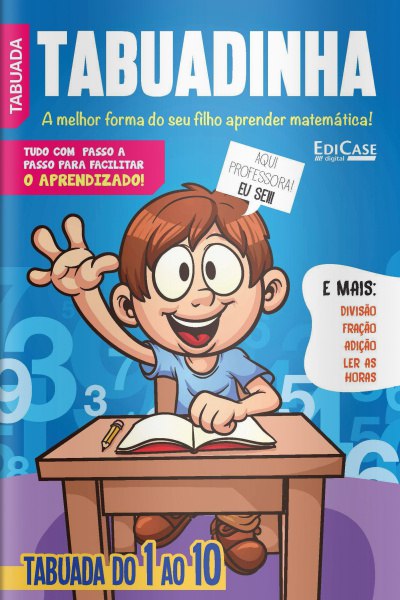 TABUADA
TABUADINHA
A melhor forma do seu filho aprender matemática!
TUDO COM PASSO A
PASSO PARA FACILITAR
O APRENDIZADO!
EDICASE
digital
AQUI
PROFESSORA!
EU SEI!
E MAIS:
DIVISÃO
FRAÇÃO
ADIÇÃO
LER AS
HORAS
TABUADA DO 1 AO 10